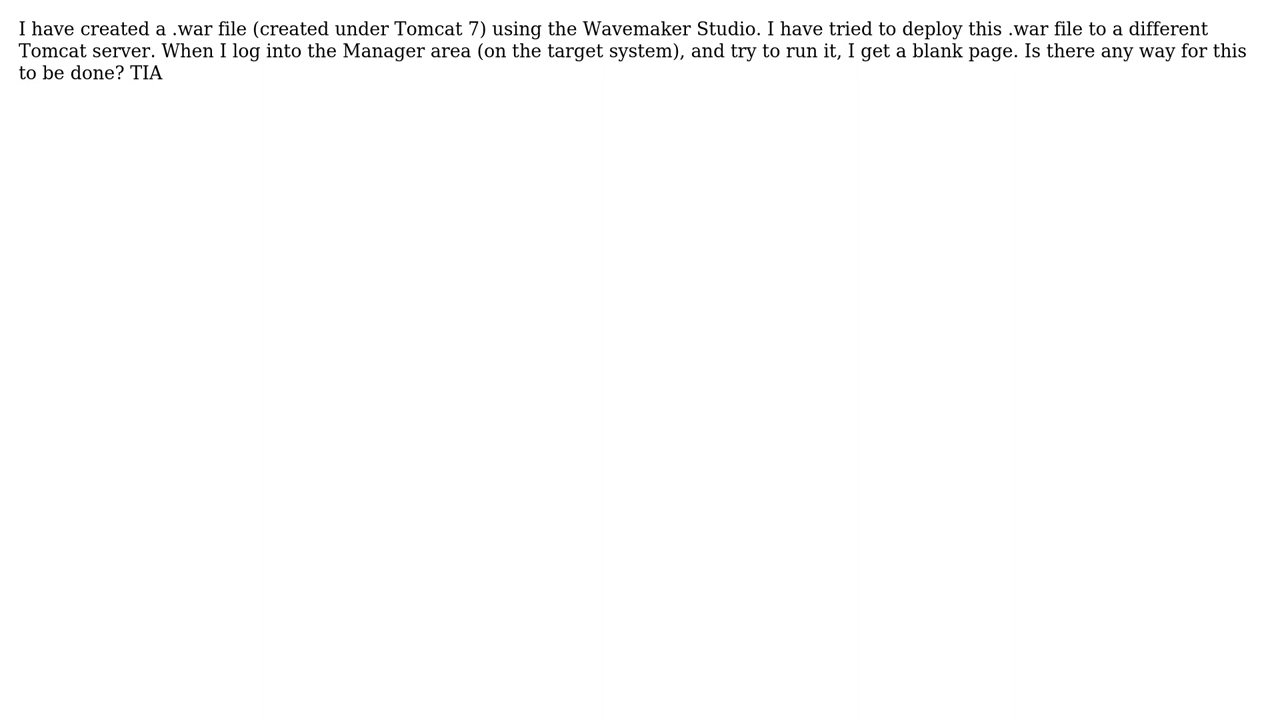 I have created a .war file (created under Tomcat 7) using the Wavemaker Studio. I have tried to deploy this .war file to a different
Tomcat server. When I log into the Manager area (on the target system), and try to run it, I get a blank page. Is there any way for this
to be done? TIA